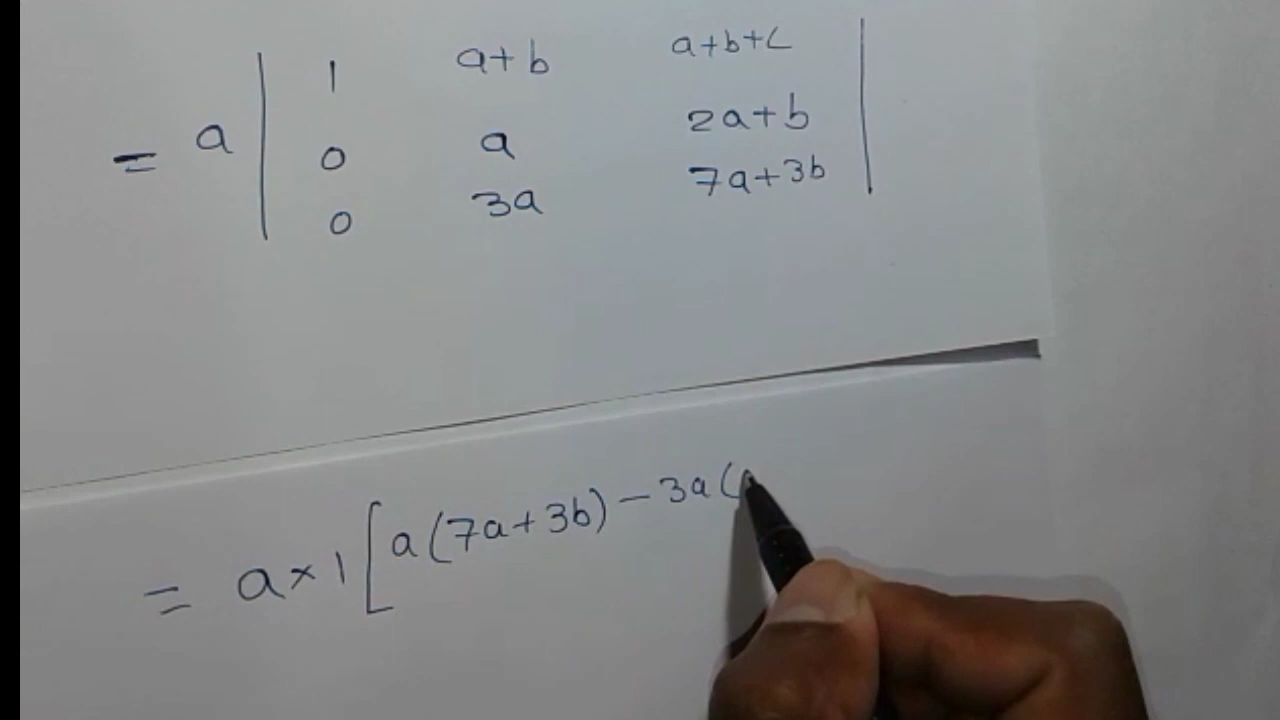 1 a+b a+b+c
= a 0 a 2a+b
0 3a 7a+3b
= a×1[a(7a+3b)-3a(